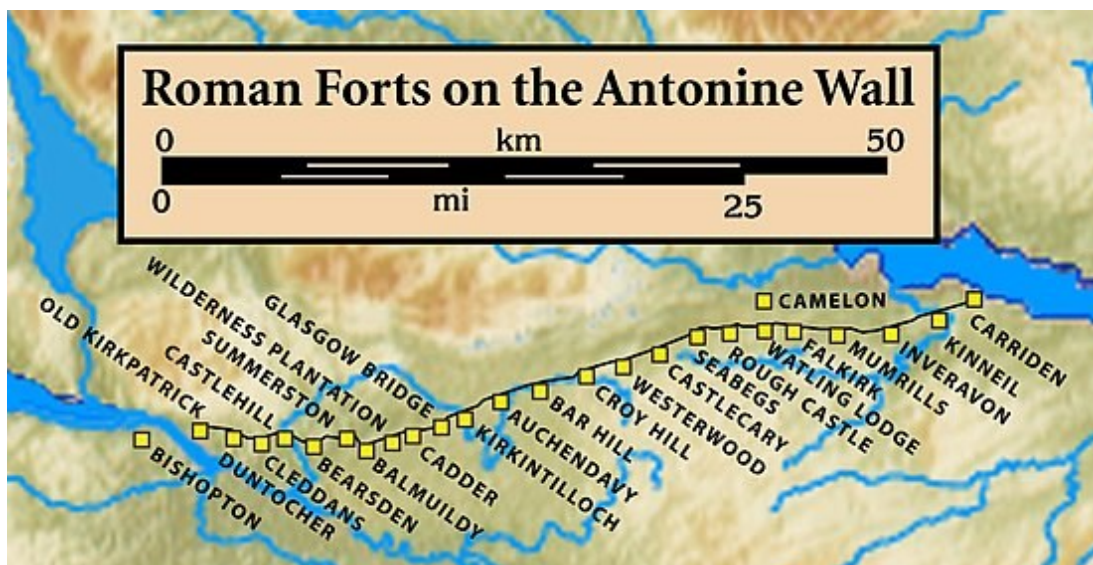 Roman Forts on the Antonine Wall
0 km 50
0 mi 25
GLASGOW BRIDGE
WILDERNESS PLANTATION
SUMMERSTON
CASTLEHILL
OLD KIRKPATRICK
BISHOPTON
DUNTOCHER
CLEDDANS
BEARSDEN
BALMUILDY
CADDER
KIRKINTILLOCH
AUCHENDAVY
BAR HILL
CROY HILL
WESTERWOOD
CASTLECARY
SEABEGS
ROUGH CASTLE
WATLING LODGE
FALKIRK
CAMELON
MUMRILLS
INVERAVON
KINNEIL
CARRIDEN